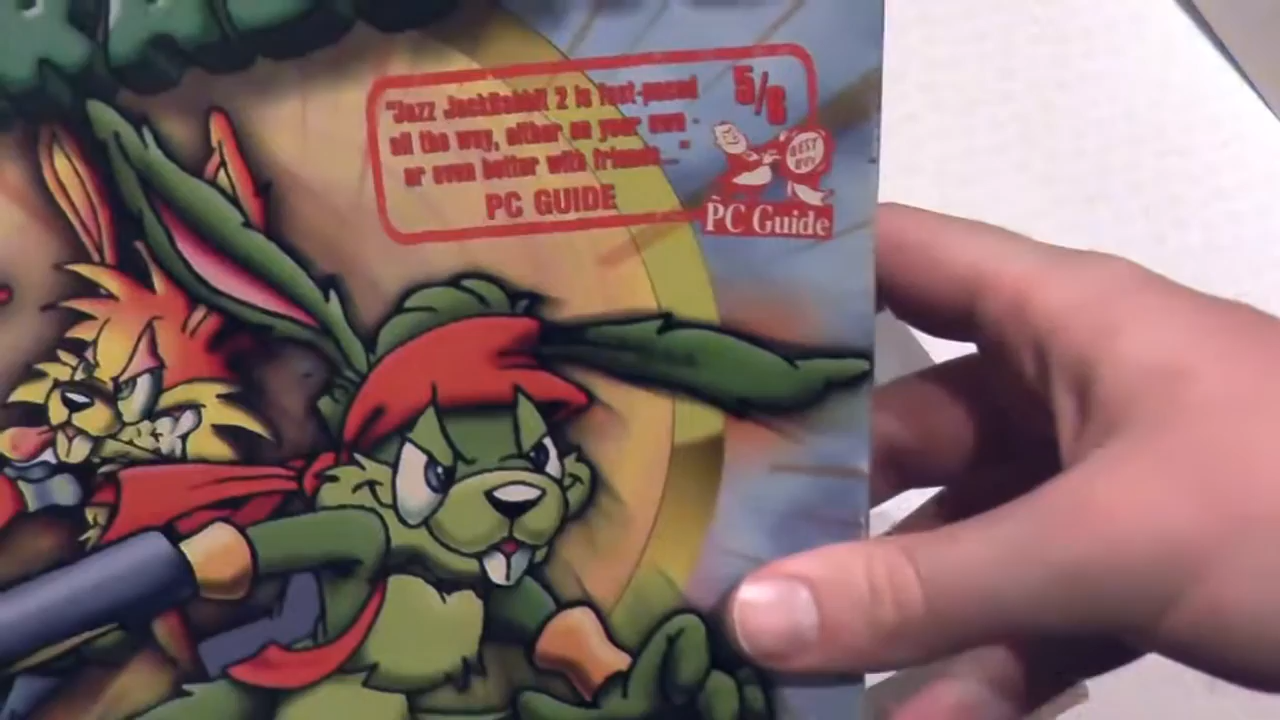 "Jazz JackRabbit 2 is fast-paced
all the way, either on your own -
or even better with friends..."
PC GUIDE
5/6
BEST
BUY
PC Guide